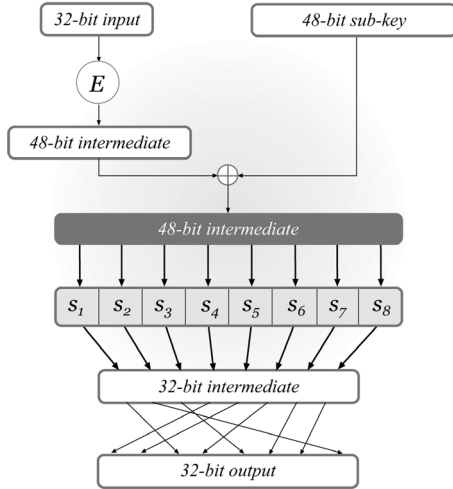 32-bit input
48-bit sub-key
E
48-bit intermediate
48-bit intermediate
S1 S2 S3 S4 S5 S6 S7 S8
32-bit intermediate
32-bit output